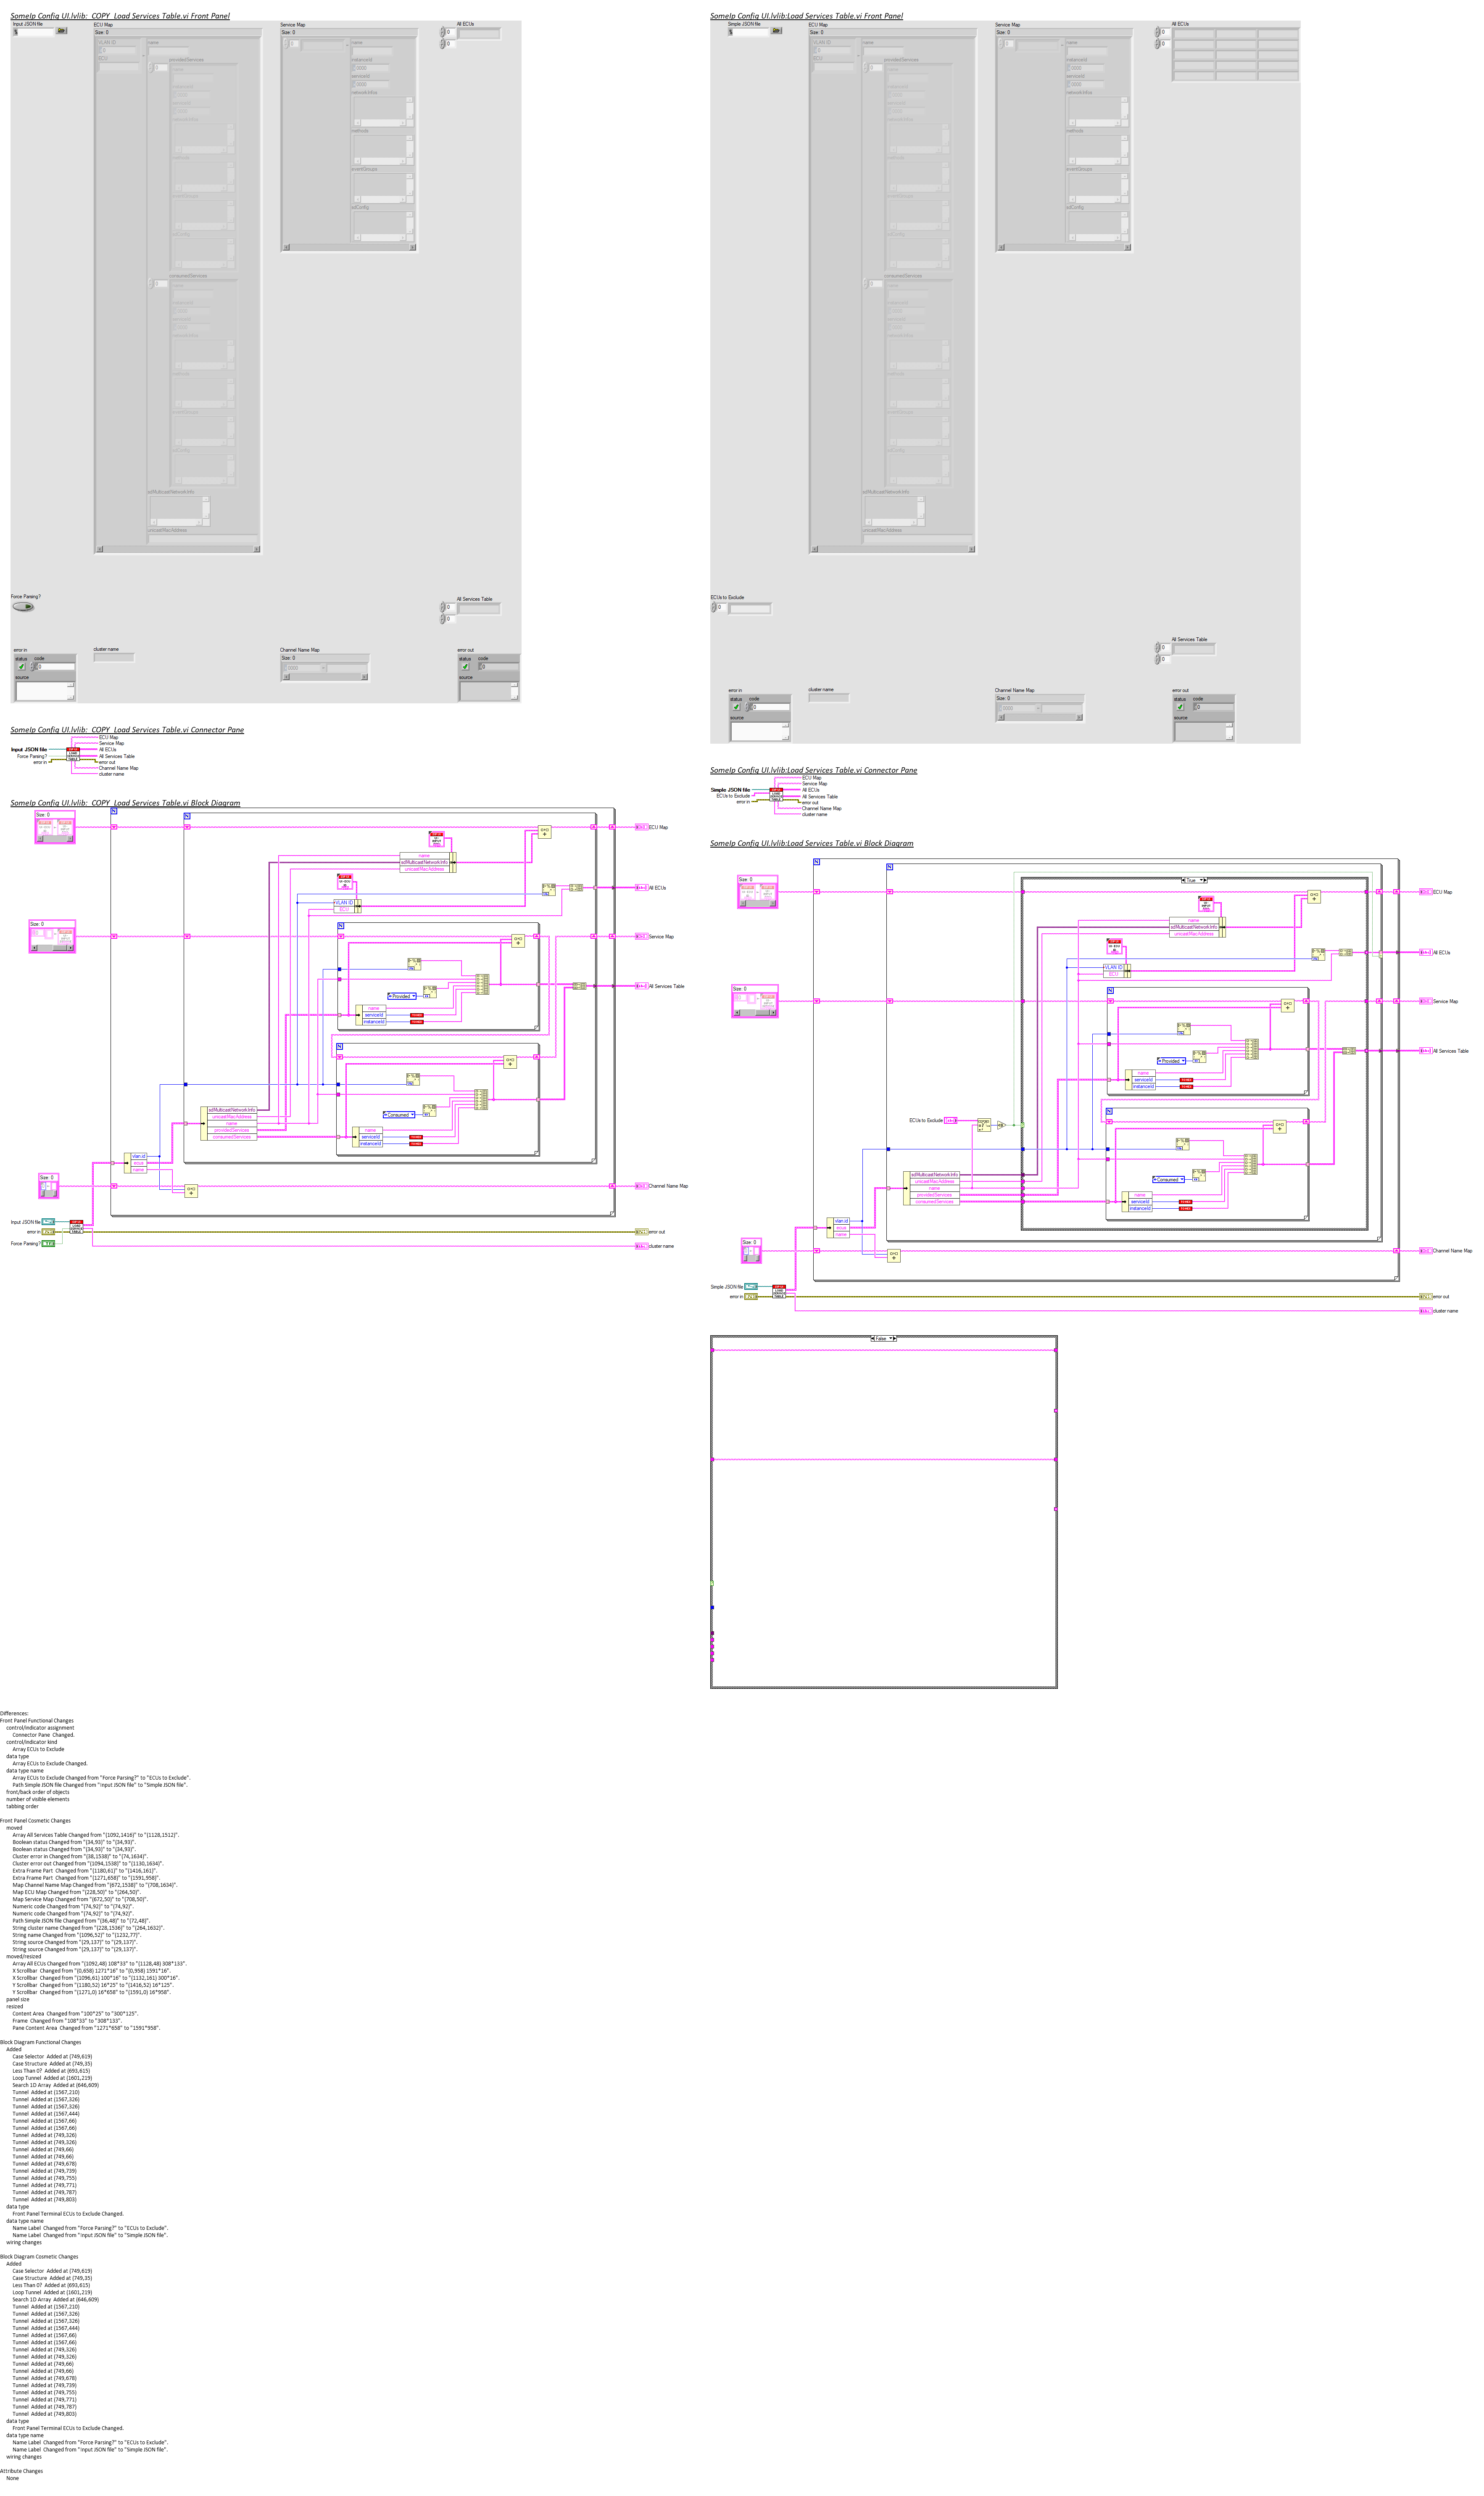 SomeIp Config UI.lvlib:_COPY_Load Services Table.vi Front Panel
Input JSON file
ECU Map
Size: 0
VLAN ID
ECU
name
providedServices
name
consumedServices
sdMulticastNetworkInfo
unicastMacAddress
Service Map
Size: 0
name
instanceId
serviceId
networkInfos
methods
eventGroups
sdConfig
All ECUs
Force Parsing?
All Services Table
error in
status code
source
cluster name
Channel Name Map
Size: 0
error out
status code
source
SomeIp Config UI.lvlib:_COPY_Load Services Table.vi Connector Pane
Input JSON file
Force Parsing?
error in
ECU Map
Service Map
All ECUs
All Services Table
error out
Channel Name Map
cluster name
SomeIp Config UI.lvlib:_COPY_Load Services Table.vi Block Diagram
Size: 0
name
sdMulticastNetworkInfo
unicastMacAddress
VLAN ID
ECU
Size: 0
Provided
name
serviceId
instanceId
Consumed
name
serviceId
instanceId
sdMulticastNetworkInfo
unicastMacAddress
name
providedServices
consumedServices
vlan.id
ecus
name
Size: 0
Input JSON file
error in
Force Parsing?
ECU Map
All ECUs
Service Map
All Services Table
Channel Name Map
error out
cluster name
SomeIp Config UI.lvlib:Load Services Table.vi Front Panel
Simple JSON file
ECU Map
Size: 0
VLAN ID
ECU
name
providedServices
name
consumedServices
sdMulticastNetworkInfo
unicastMacAddress
Service Map
Size: 0
name
instanceId
serviceId
networkInfos
methods
eventGroups
sdConfig
All ECUs
ECUs to Exclude
All Services Table
error in
status code
source
cluster name
Channel Name Map
Size: 0
error out
status code
source
SomeIp Config UI.lvlib:Load Services Table.vi Connector Pane
Simple JSON file
ECUs to Exclude
error in
ECU Map
Service Map
All ECUs
All Services Table
error out
Channel Name Map
cluster name
SomeIp Config UI.lvlib:Load Services Table.vi Block Diagram
Size: 0
True
name
sdMulticastNetworkInfo
unicastMacAddress
VLAN ID
ECU
Size: 0
Provided
name
serviceId
instanceId
ECUs to Exclude
Consumed
name
serviceId
instanceId
sdMulticastNetworkInfo
unicastMacAddress
name
providedServices
consumedServices
vlan.id
ecus
name
Size: 0
Simple JSON file
error in
ECU Map
All ECUs
Service Map
All Services Table
Channel Name Map
error out
cluster name
False
Differences:
Front Panel Functional Changes
control/indicator assignment
Connector Pane Changed.
control/indicator kind
Array ECUs to Exclude
data type
Array ECUs to Exclude Changed.
data type name
Array ECUs to Exclude Changed from "Force Parsing?" to "ECUs to Exclude".
Path Simple JSON file Changed from "Input JSON file" to "Simple JSON file".
front/back order of objects
number of visible elements
tabbing order
Front Panel Cosmetic Changes
moved
Array All Services Table Changed from "(1092,1416)" to "(1128,1512)".
Boolean status Changed from "(34,93)" to "(34,93)".
Boolean status Changed from "(34,93)" to "(34,93)".
Cluster error in Changed from "(38,1538)" to "(74,1634)".
Cluster error out Changed from "(1094,1538)" to "(1130,1634)".
Extra Frame Part Changed from "(1180,61)" to "(1416,161)".
Extra Frame Part Changed from "(1271,658)" to "(1591,958)".
Map Channel Name Map Changed from "(672,1538)" to "(708,1634)".
Map ECU Map Changed from "(228,50)" to "(264,50)".
Map Service Map Changed from "(672,50)" to "(708,50)".
Numeric code Changed from "(74,92)" to "(74,92)".
Numeric code Changed from "(74,92)" to "(74,92)".
Path Simple JSON file Changed from "(36,48)" to "(72,48)".
String cluster name Changed from "(228,1536)" to "(264,1632)".
String name Changed from "(1096,52)" to "(1232,77)".
String source Changed from "(29,137)" to "(29,137)".
String source Changed from "(29,137)" to "(29,137)".
moved/resized
Array All ECUs Changed from "(1092,48) 108*33" to "(1128,48) 308*133".
X Scrollbar Changed from "(0,658) 1271*16" to "(0,958) 1591*16".
X Scrollbar Changed from "(1096,61) 100*16" to "(1132,161) 300*16".
Y Scrollbar Changed from "(1180,52) 16*25" to "(1416,52) 16*125".
Y Scrollbar Changed from "(1271,0) 16*658" to "(1591,0) 16*958".
panel size
resized
Content Area Changed from "100*25" to "300*125".
Frame Changed from "108*33" to "308*133".
Pane Content Area Changed from "1271*658" to "1591*958".
Block Diagram Functional Changes
Added
Case Selector Added at (749,619)
Case Structure Added at (749,35)
Less Than 0? Added at (693,615)
Loop Tunnel Added at (1601,219)
Search 1D Array Added at (646,609)
Tunnel Added at (1567,210)
Tunnel Added at (1567,326)
Tunnel Added at (1567,326)
Tunnel Added at (1567,444)
Tunnel Added at (1567,66)
Tunnel Added at (1567,66)
Tunnel Added at (749,326)
Tunnel Added at (749,326)
Tunnel Added at (749,66)
Tunnel Added at (749,66)
Tunnel Added at (749,678)
Tunnel Added at (749,739)
Tunnel Added at (749,755)
Tunnel Added at (749,771)
Tunnel Added at (749,787)
Tunnel Added at (749,803)
data type
Front Panel Terminal ECUs to Exclude Changed.
data type name
Name Label Changed from "Force Parsing?" to "ECUs to Exclude".
Name Label Changed from "Input JSON file" to "Simple JSON file".
wiring changes
Block Diagram Cosmetic Changes
Added
Case Selector Added at (749,619)
Case Structure Added at (749,35)
Less Than 0? Added at (693,615)
Loop Tunnel Added at (1601,219)
Search 1D Array Added at (646,609)
Tunnel Added at (1567,210)
Tunnel Added at (1567,326)
Tunnel Added at (1567,326)
Tunnel Added at (1567,444)
Tunnel Added at (1567,66)
Tunnel Added at (1567,66)
Tunnel Added at (749,326)
Tunnel Added at (749,326)
Tunnel Added at (749,66)
Tunnel Added at (749,66)
Tunnel Added at (749,678)
Tunnel Added at (749,739)
Tunnel Added at (749,755)
Tunnel Added at (749,771)
Tunnel Added at (749,787)
Tunnel Added at (749,803)
data type
Front Panel Terminal ECUs to Exclude Changed.
data type name
Name Label Changed from "Force Parsing?" to "ECUs to Exclude".
Name Label Changed from "Input JSON file" to "Simple JSON file".
wiring changes
Attribute Changes
None